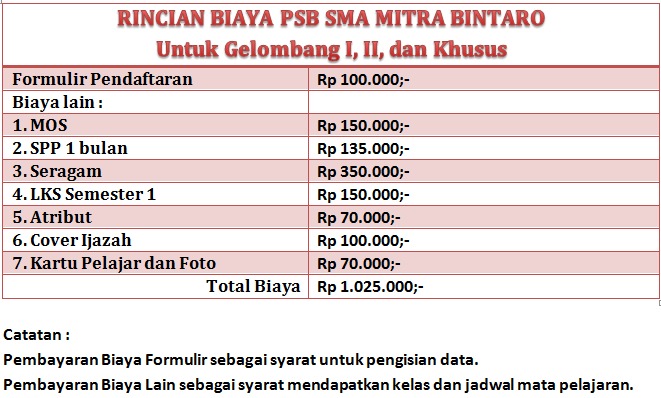 RINCIAN BIAYA PSB SMA MITRA BINTARO
Untuk Gelombang I, II, dan Khusus
Formulir Pendaftaran Rp 100.000;-
Biaya lain :
1. MOS Rp 150.000;-
2. SPP 1 bulan Rp 135.000;-
3. Seragam Rp 350.000;-
4. LKS Semester 1 Rp 150.000;-
5. Atribut Rp 70.000;-
6. Cover Ijazah Rp 100.000;-
7. Kartu Pelajar dan Foto Rp 70.000;-
Total Biaya Rp 1.025.000;-
Catatan :
Pembayaran Biaya Formulir sebagai syarat untuk pengisian data.
Pembayaran Biaya Lain sebagai syarat mendapatkan kelas dan jadwal mata pelajaran.